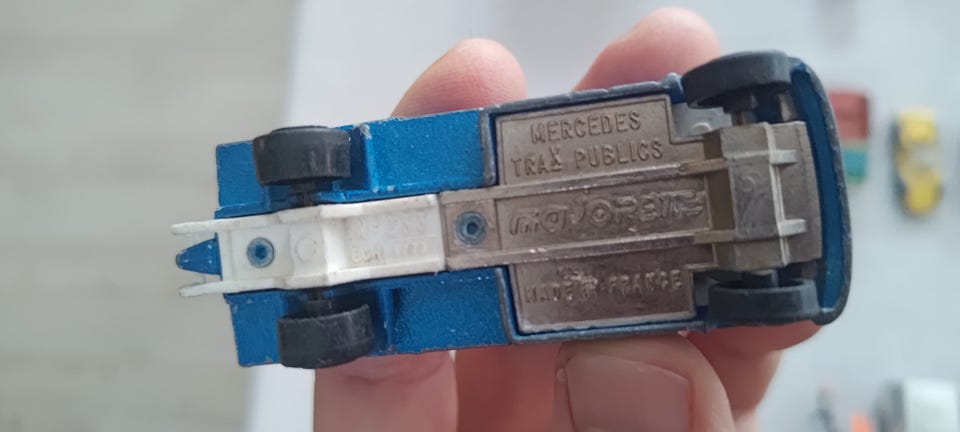 MERCEDES
TRAX PUBLICS
majorette
MADE IN FRANCE